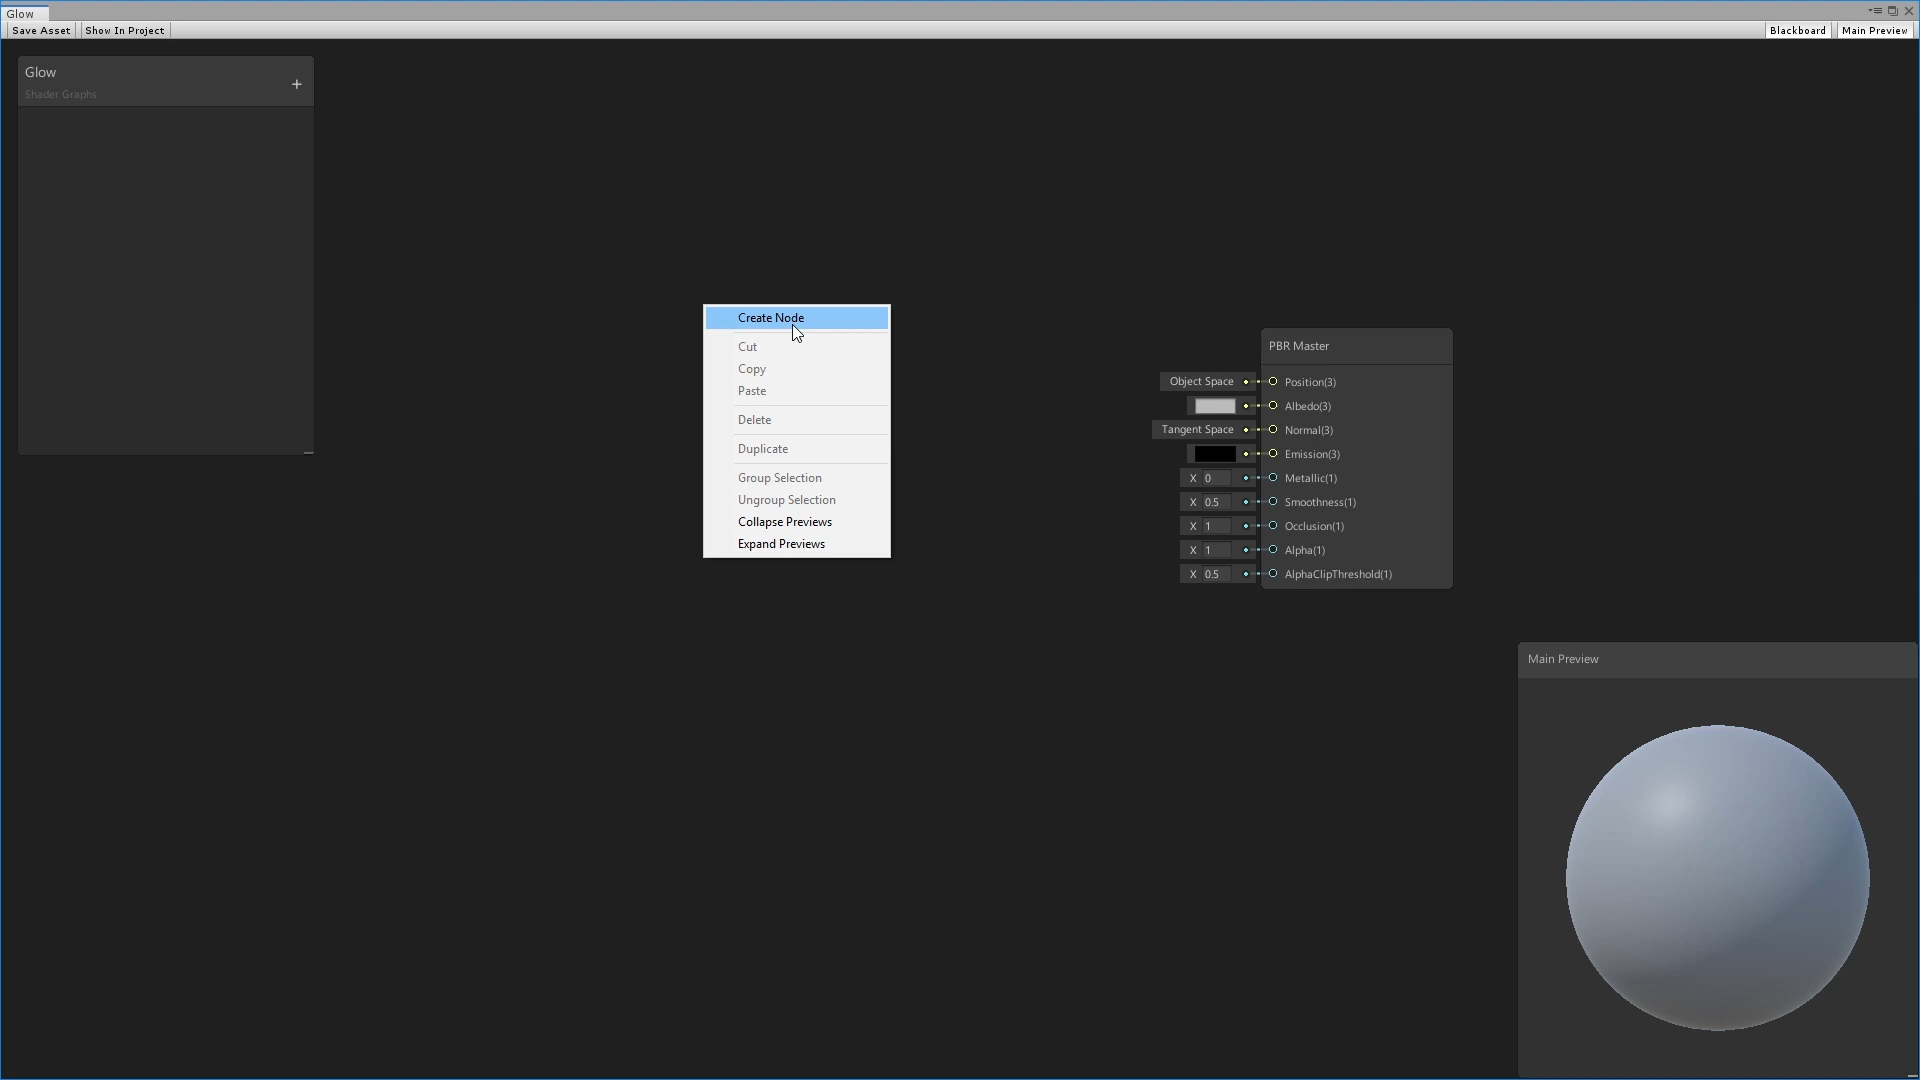 Glow
Save Asset
Show In Project
Blackboard
Main Preview
Glow
Shader Graphs
Create Node
Cut
Copy
Paste
Delete
Duplicate
Group Selection
Ungroup Selection
Collapse Previews
Expand Previews
PBR Master
Object Space
Position(3)
Albedo(3)
Tangent Space
Normal(3)
Emission(3)
X 0
Metallic(1)
X 0.5
Smoothness(1)
X 1
Occlusion(1)
X 1
Alpha(1)
X 0.5
AlphaClipThreshold(1)
Main Preview